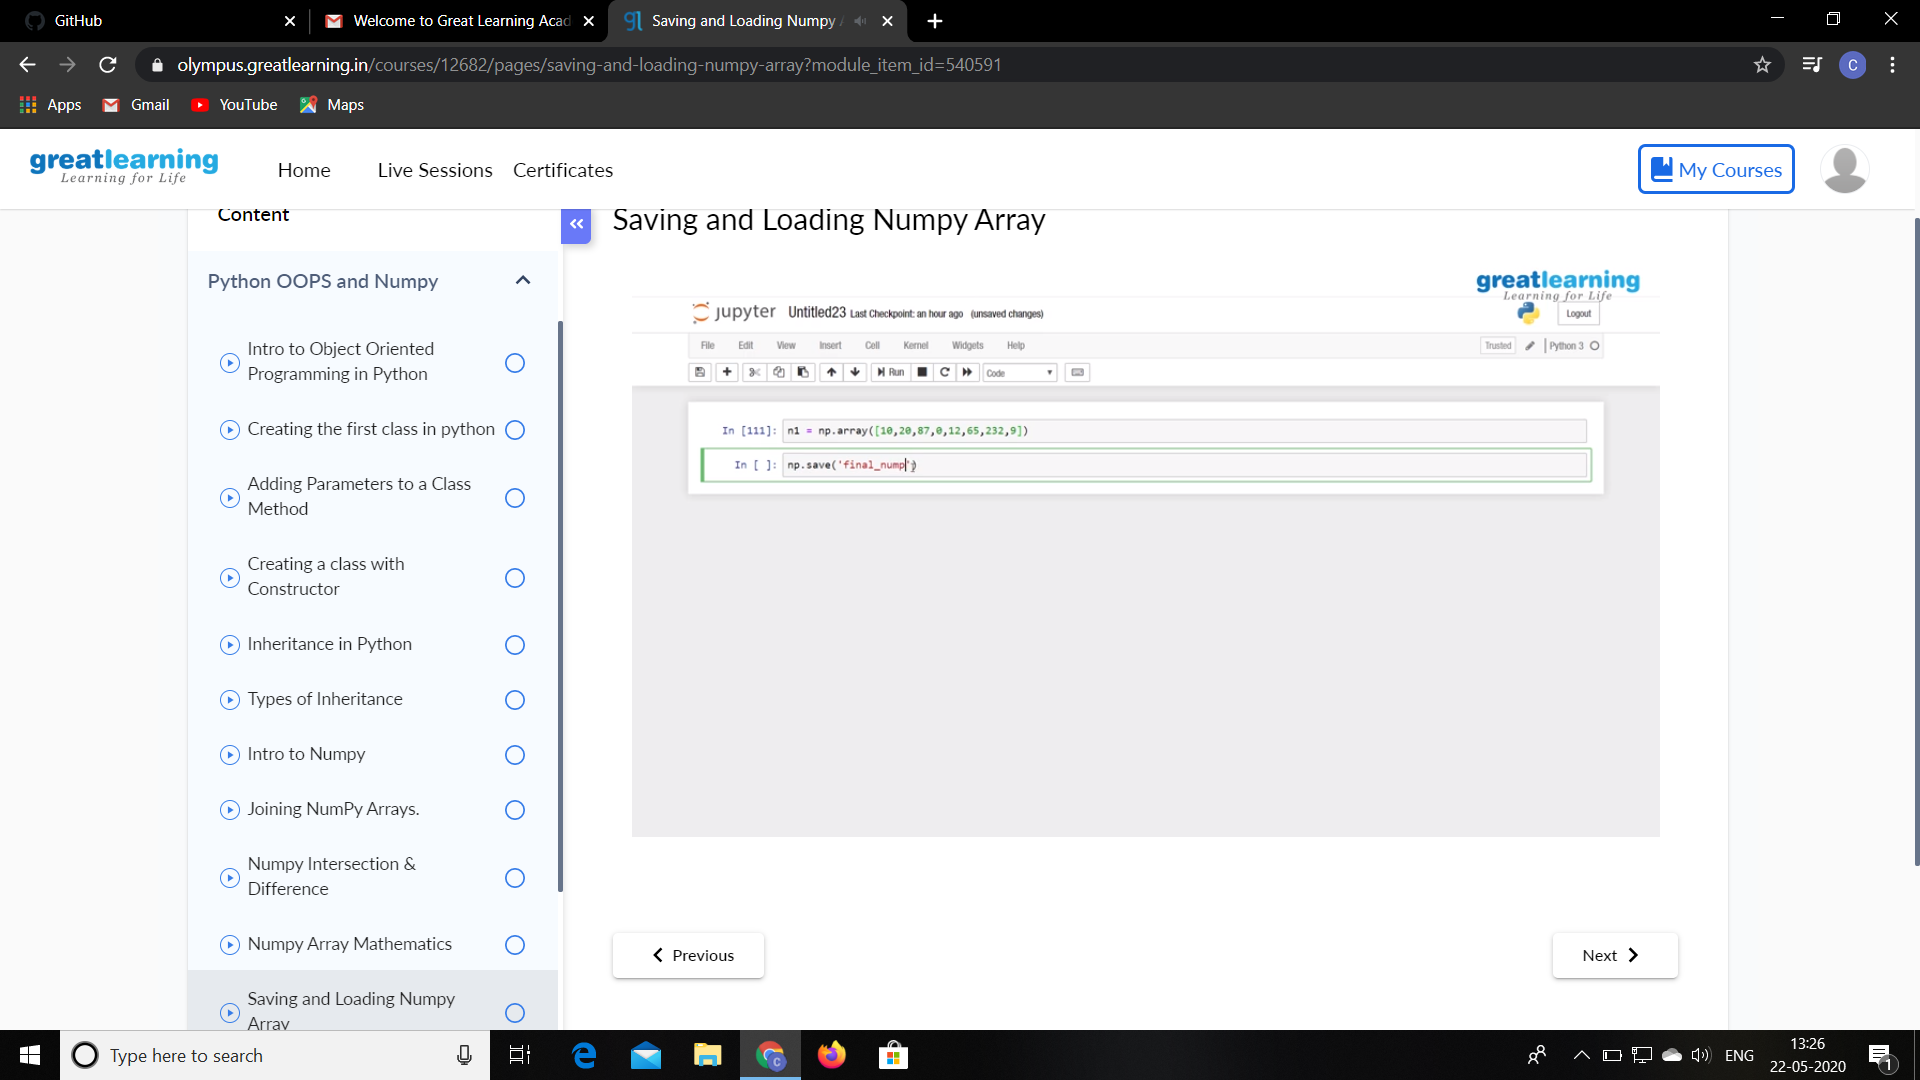 GitHub
Welcome to Great Learning Acad
Saving and Loading Numpy
olympus.greatlearning.in/courses/12682/pages/saving-and-loading-numpy-array?module_item_id=540591
C
Apps
Gmail
YouTube
Maps
greatlearning
Learning for Life
Home
Live Sessions
Certificates
My Courses
Content
Python OOPS and Numpy
Intro to Object Oriented
Programming in Python
Creating the first class in python
Adding Parameters to a Class
Method
Creating a class with
Constructor
Inheritance in Python
Types of Inheritance
Intro to Numpy
Joining NumPy Arrays.
Numpy Intersection &
Difference
Numpy Array Mathematics
Saving and Loading Numpy
Array
Saving and Loading Numpy Array
greatlearning
Learning for Life
jupyter Untitled23 Last Checkpoint: an hour ago (unsaved changes)
Logout
File Edit View Insert Cell Kernel Widgets Help
Trusted
Python 3
Run
Code
In [111]: n1 = np.array([10,20,87,0,12,65,232,9])
In [ ]: np.save('final_nump')
Previous
Next
Type here to search
C
ENG
13:26
22-05-2020
1